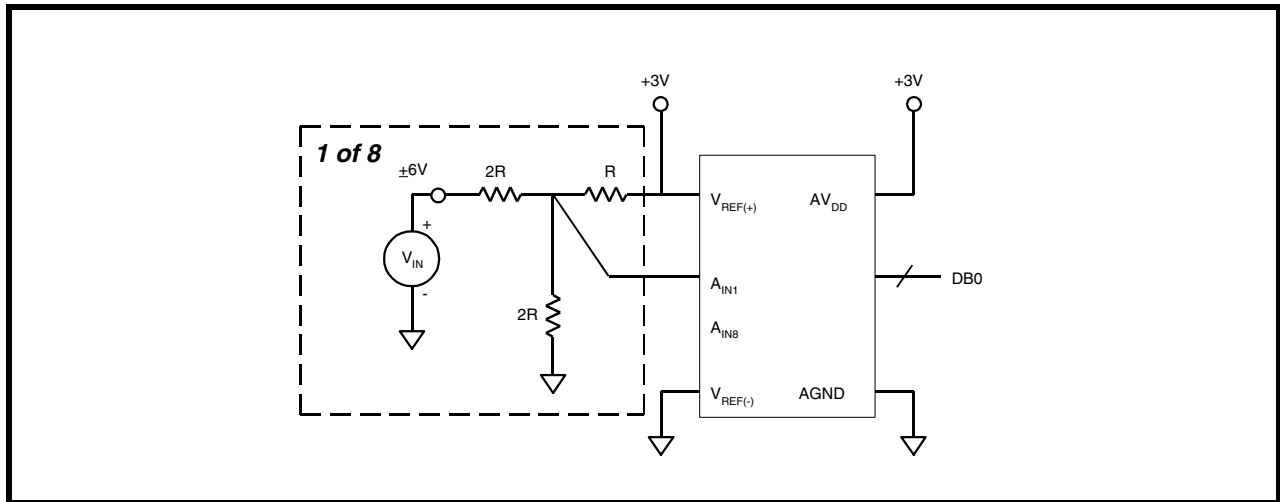 +3V
+3V
1 of 8
±6V
2R
R
V_REF(+)
AV_DD
+
V_IN
-
A_IN1
DB0
2R
A_IN8
V_REF(-)
AGND